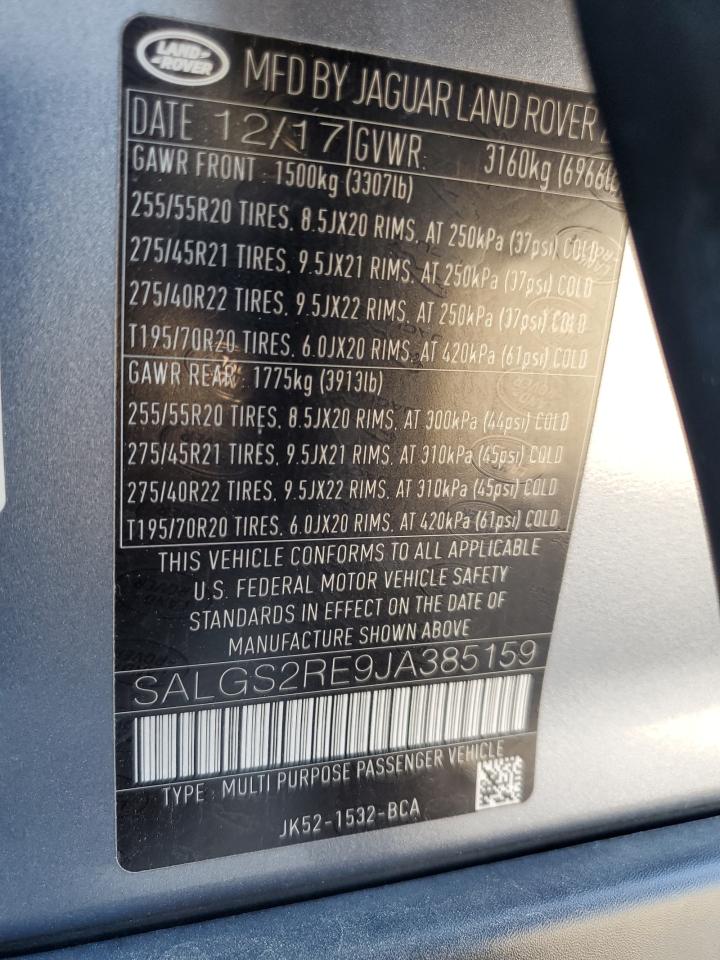 LAND
ROVER
MFD BY JAGUAR LAND ROVER
DATE 12/17 GVWR 3160kg (6966lb
GAWR FRONT 1500kg (3307lb)
255/55R20 TIRES. 8.5JX20 RIMS. AT 250kPa (37psi) COLD
275/45R21 TIRES. 9.5JX21 RIMS. AT 250kPa (37psi) COLD
275/40R22 TIRES. 9.5JX22 RIMS. AT 250kPa (37psi) COLD
T195/70R20 TIRES. 6.0JX20 RIMS. AT 420kPa (61psi) COLD
GAWR REAR 1775kg (3913lb)
255/55R20 TIRES. 8.5JX20 RIMS. AT 300kPa (44psi) COLD
275/45R21 TIRES. 9.5JX21 RIMS. AT 310kPa (45psi) COLD
275/40R22 TIRES. 9.5JX22 RIMS. AT 310kPa (45psi) COLD
T195/70R20 TIRES. 6.0JX20 RIMS. AT 420kPa (61psi) COLD
THIS VEHICLE CONFORMS TO ALL APPLICABLE
U.S. FEDERAL MOTOR VEHICLE SAFETY
STANDARDS IN EFFECT ON THE DATE OF
MANUFACTURE SHOWN ABOVE
SALGS2RE9JA385159
TYPE : MULTI PURPOSE PASSENGER VEHICLE
JK52-1532-BCA